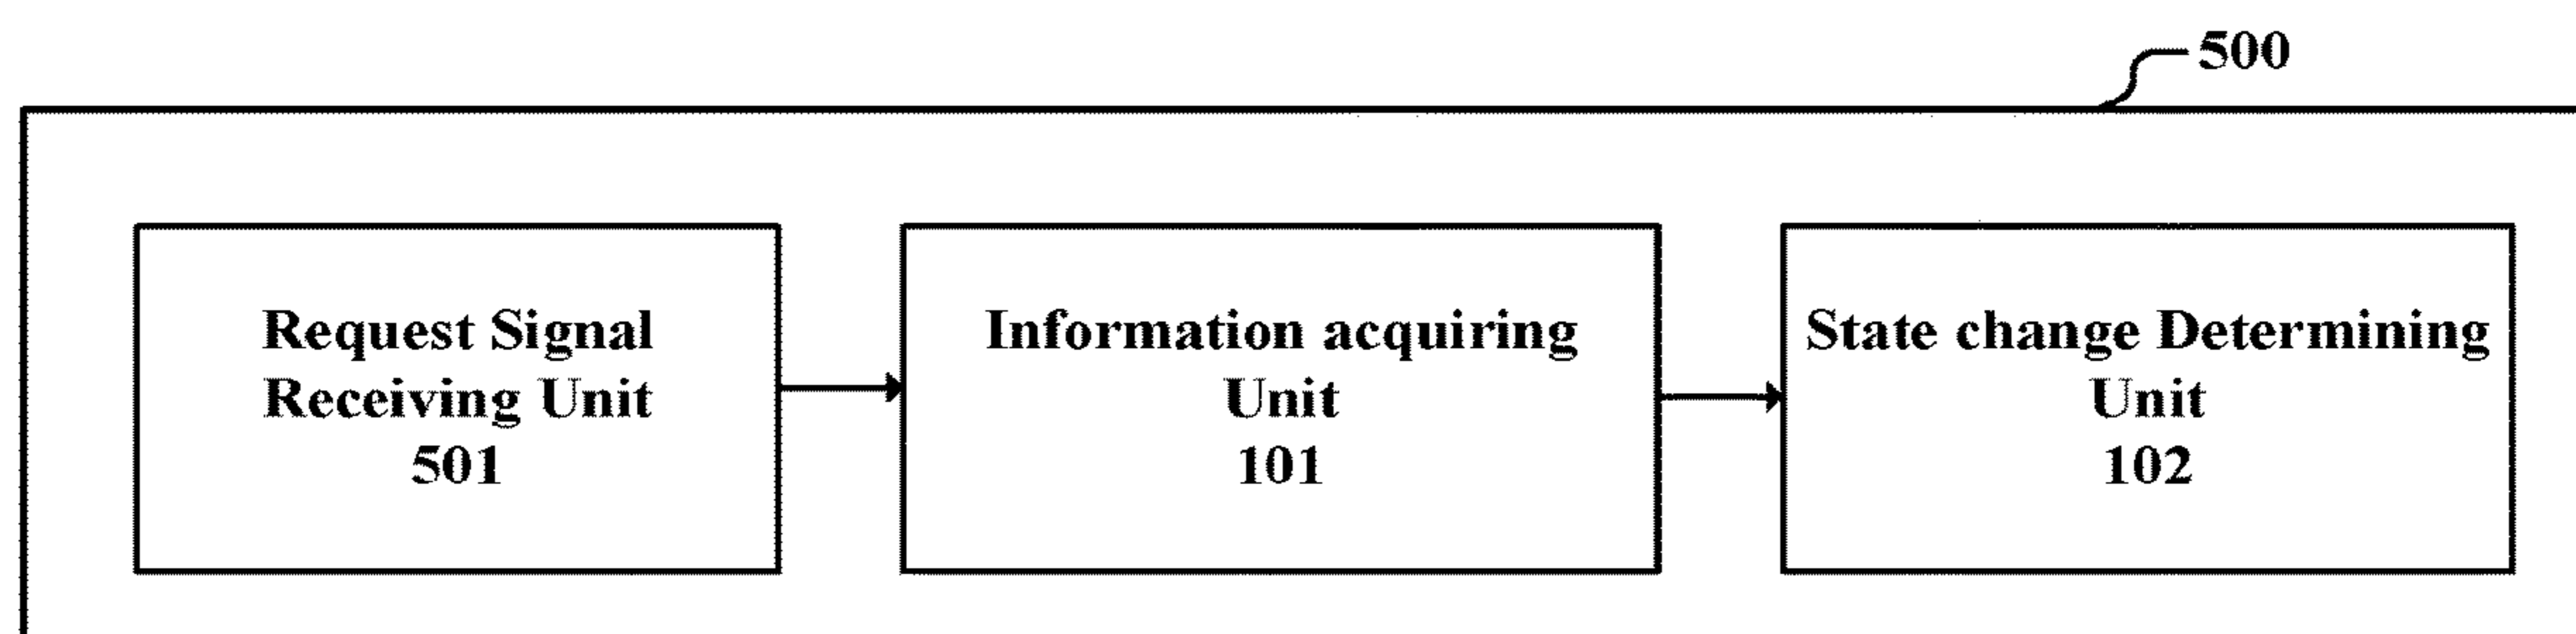 500
Request Signal
Receiving Unit
501
Information acquiring
Unit
101
State change Determining
Unit
102